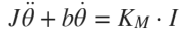 Jθ̈ + bθ̇ = K_M · I